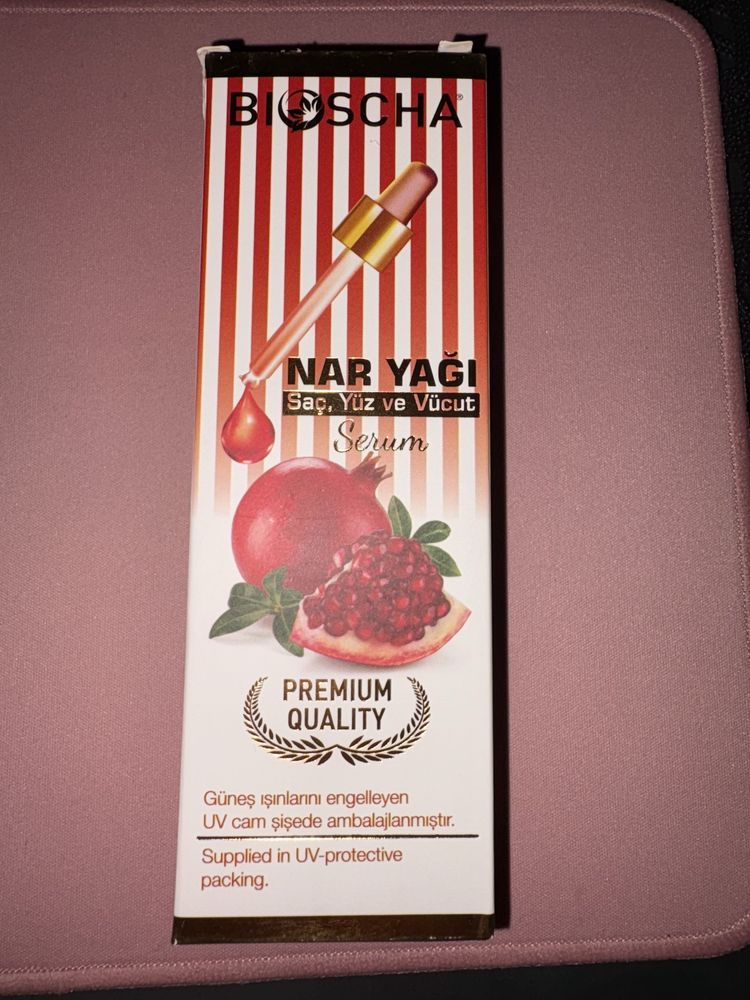 BIOSCHA®
NAR YAĞI
Saç, Yüz ve Vücut
Serum
PREMIUM
QUALITY
Güneş ışınlarını engelleyen
UV cam şişede ambalajlanmıştır.
Supplied in UV-protective
packing.